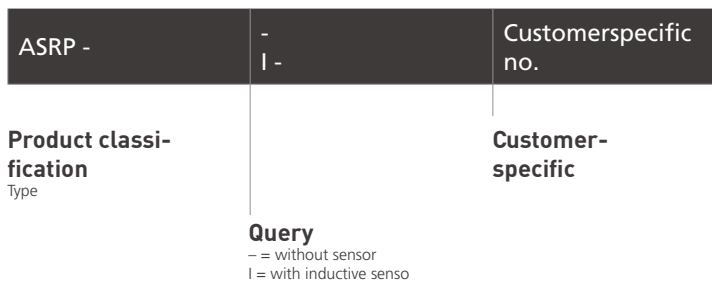 ASRP -
-
I -
Customerspecific
no.
Product classi-
fication
Type
Customer-
specific
Query
– = without sensor
I = with inductive senso